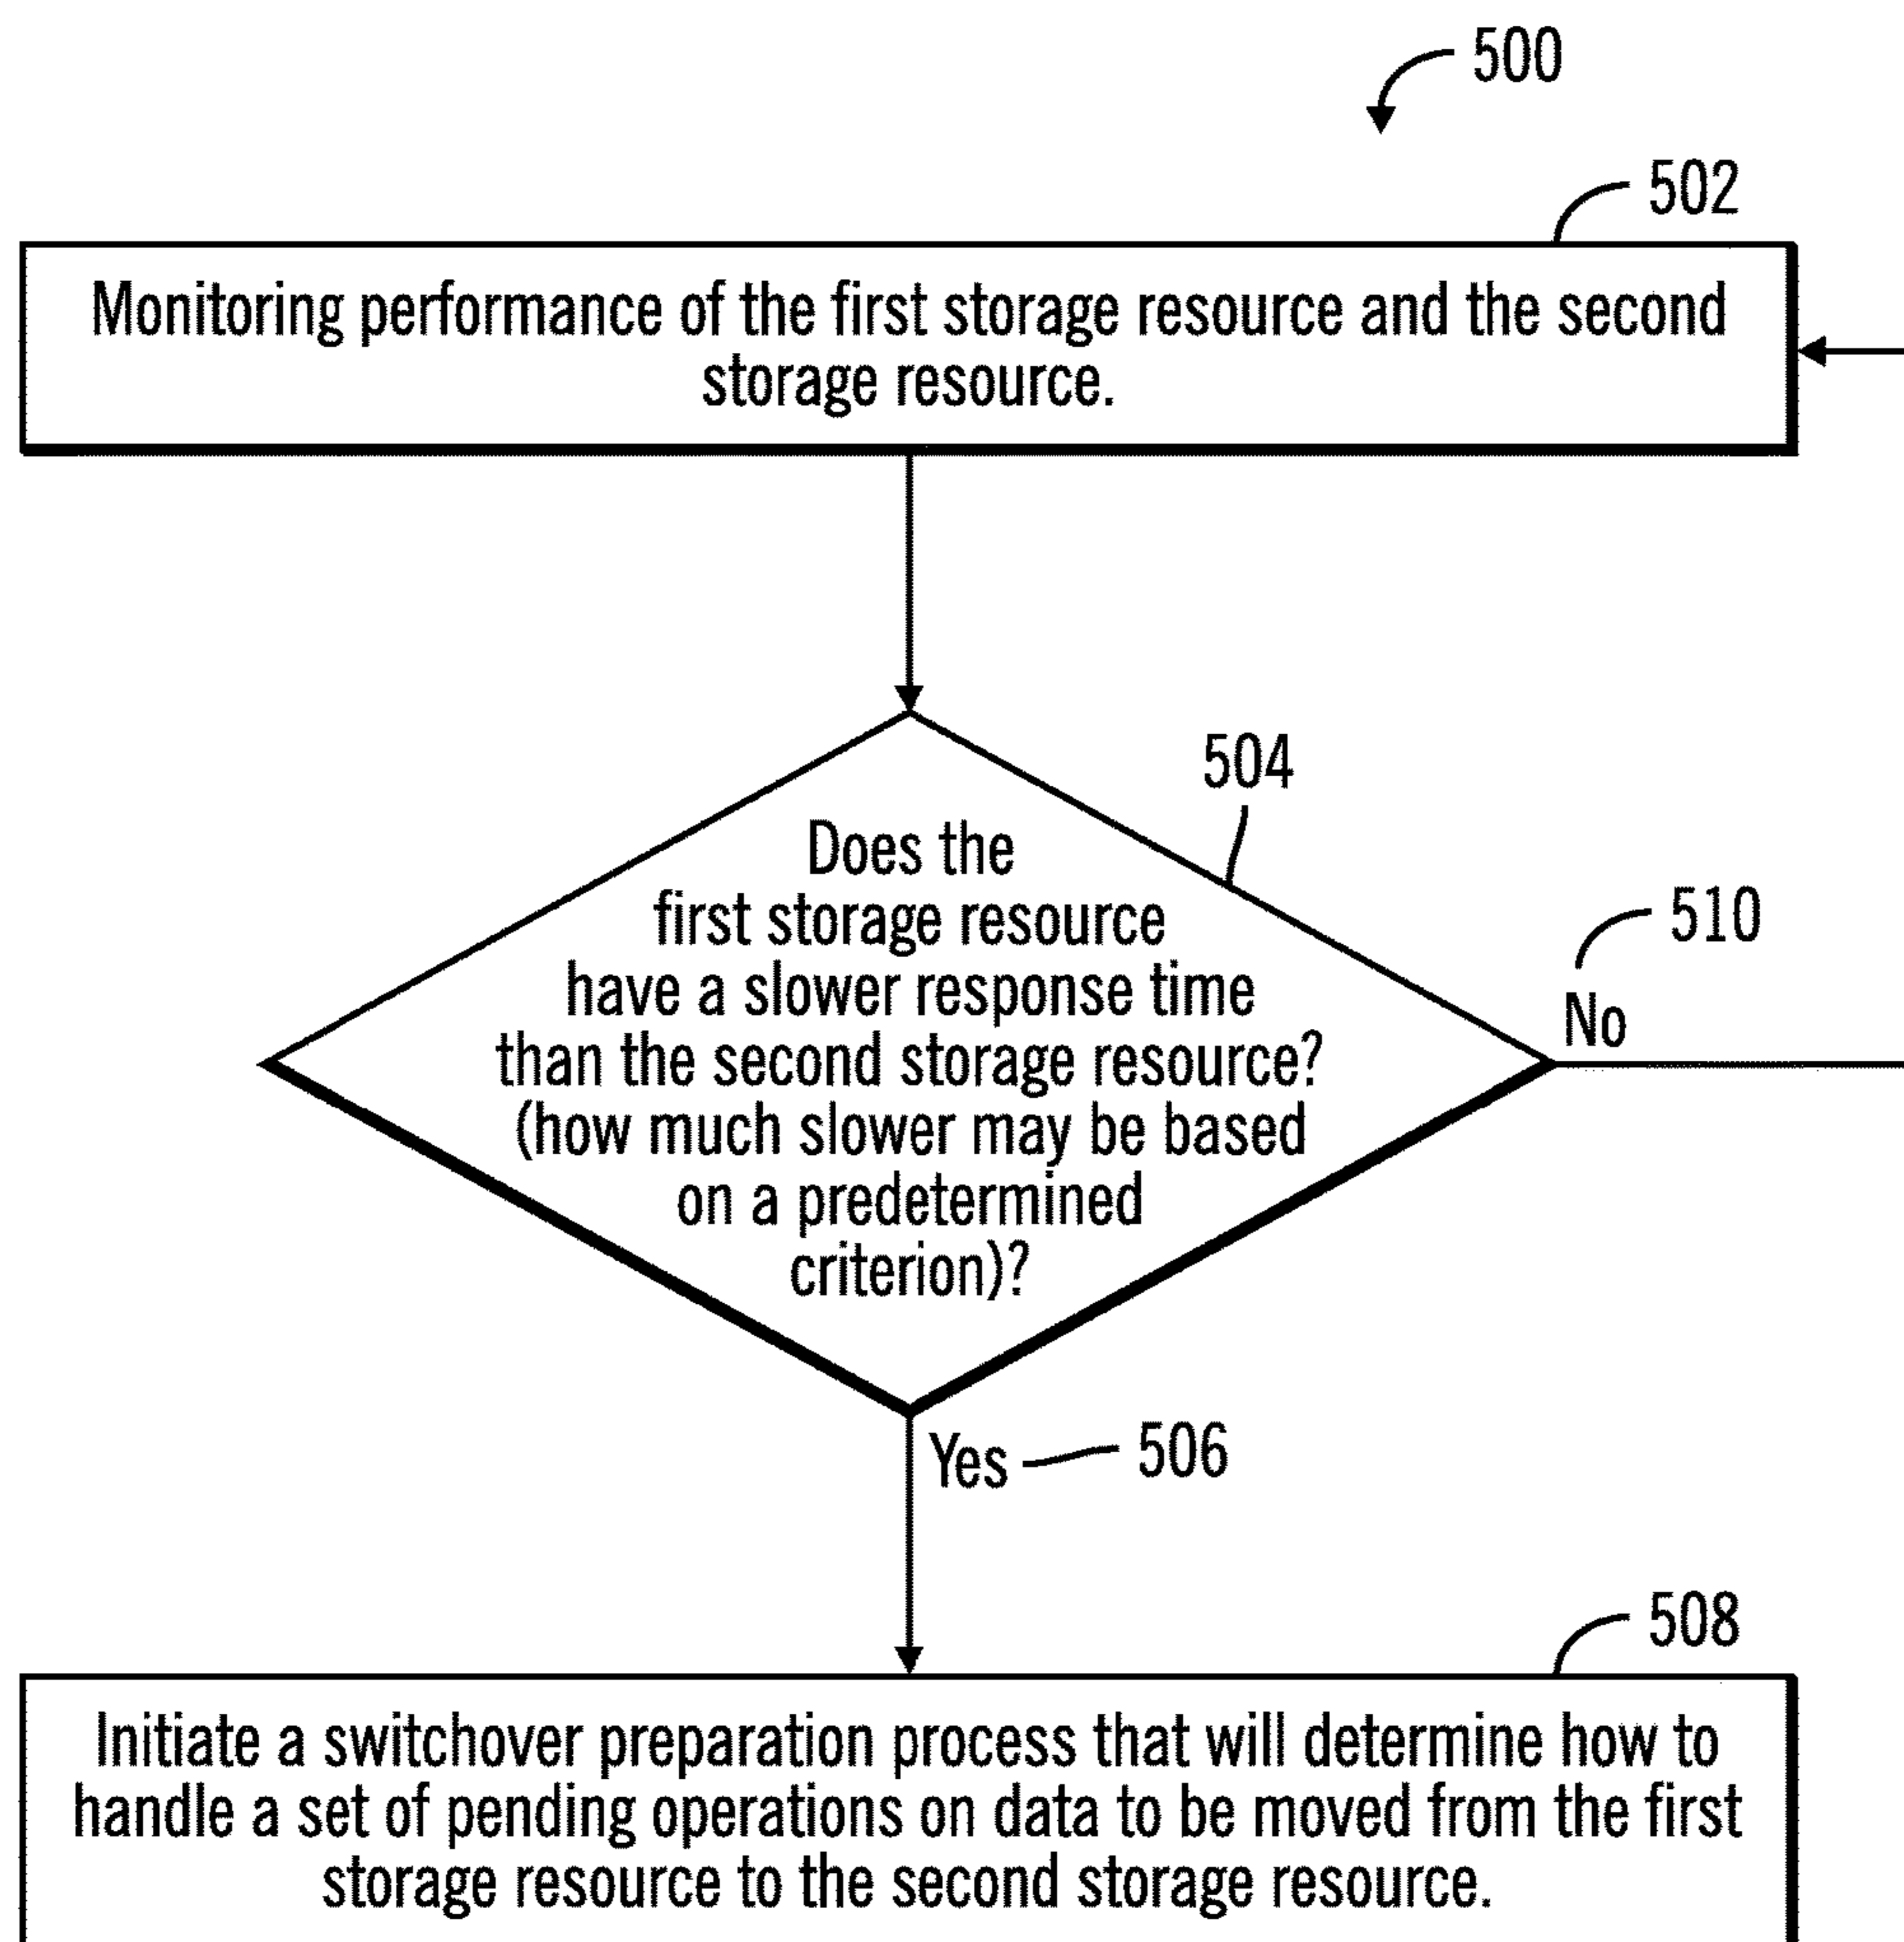 500
502
Monitoring performance of the first storage resource and the second
storage resource.
504
Does the
first storage resource
have a slower response time
than the second storage resource?
(how much slower may be based
on a predetermined
criterion)?
510
No
Yes
506
508
Initiate a switchover preparation process that will determine how to
handle a set of pending operations on data to be moved from the first
storage resource to the second storage resource.